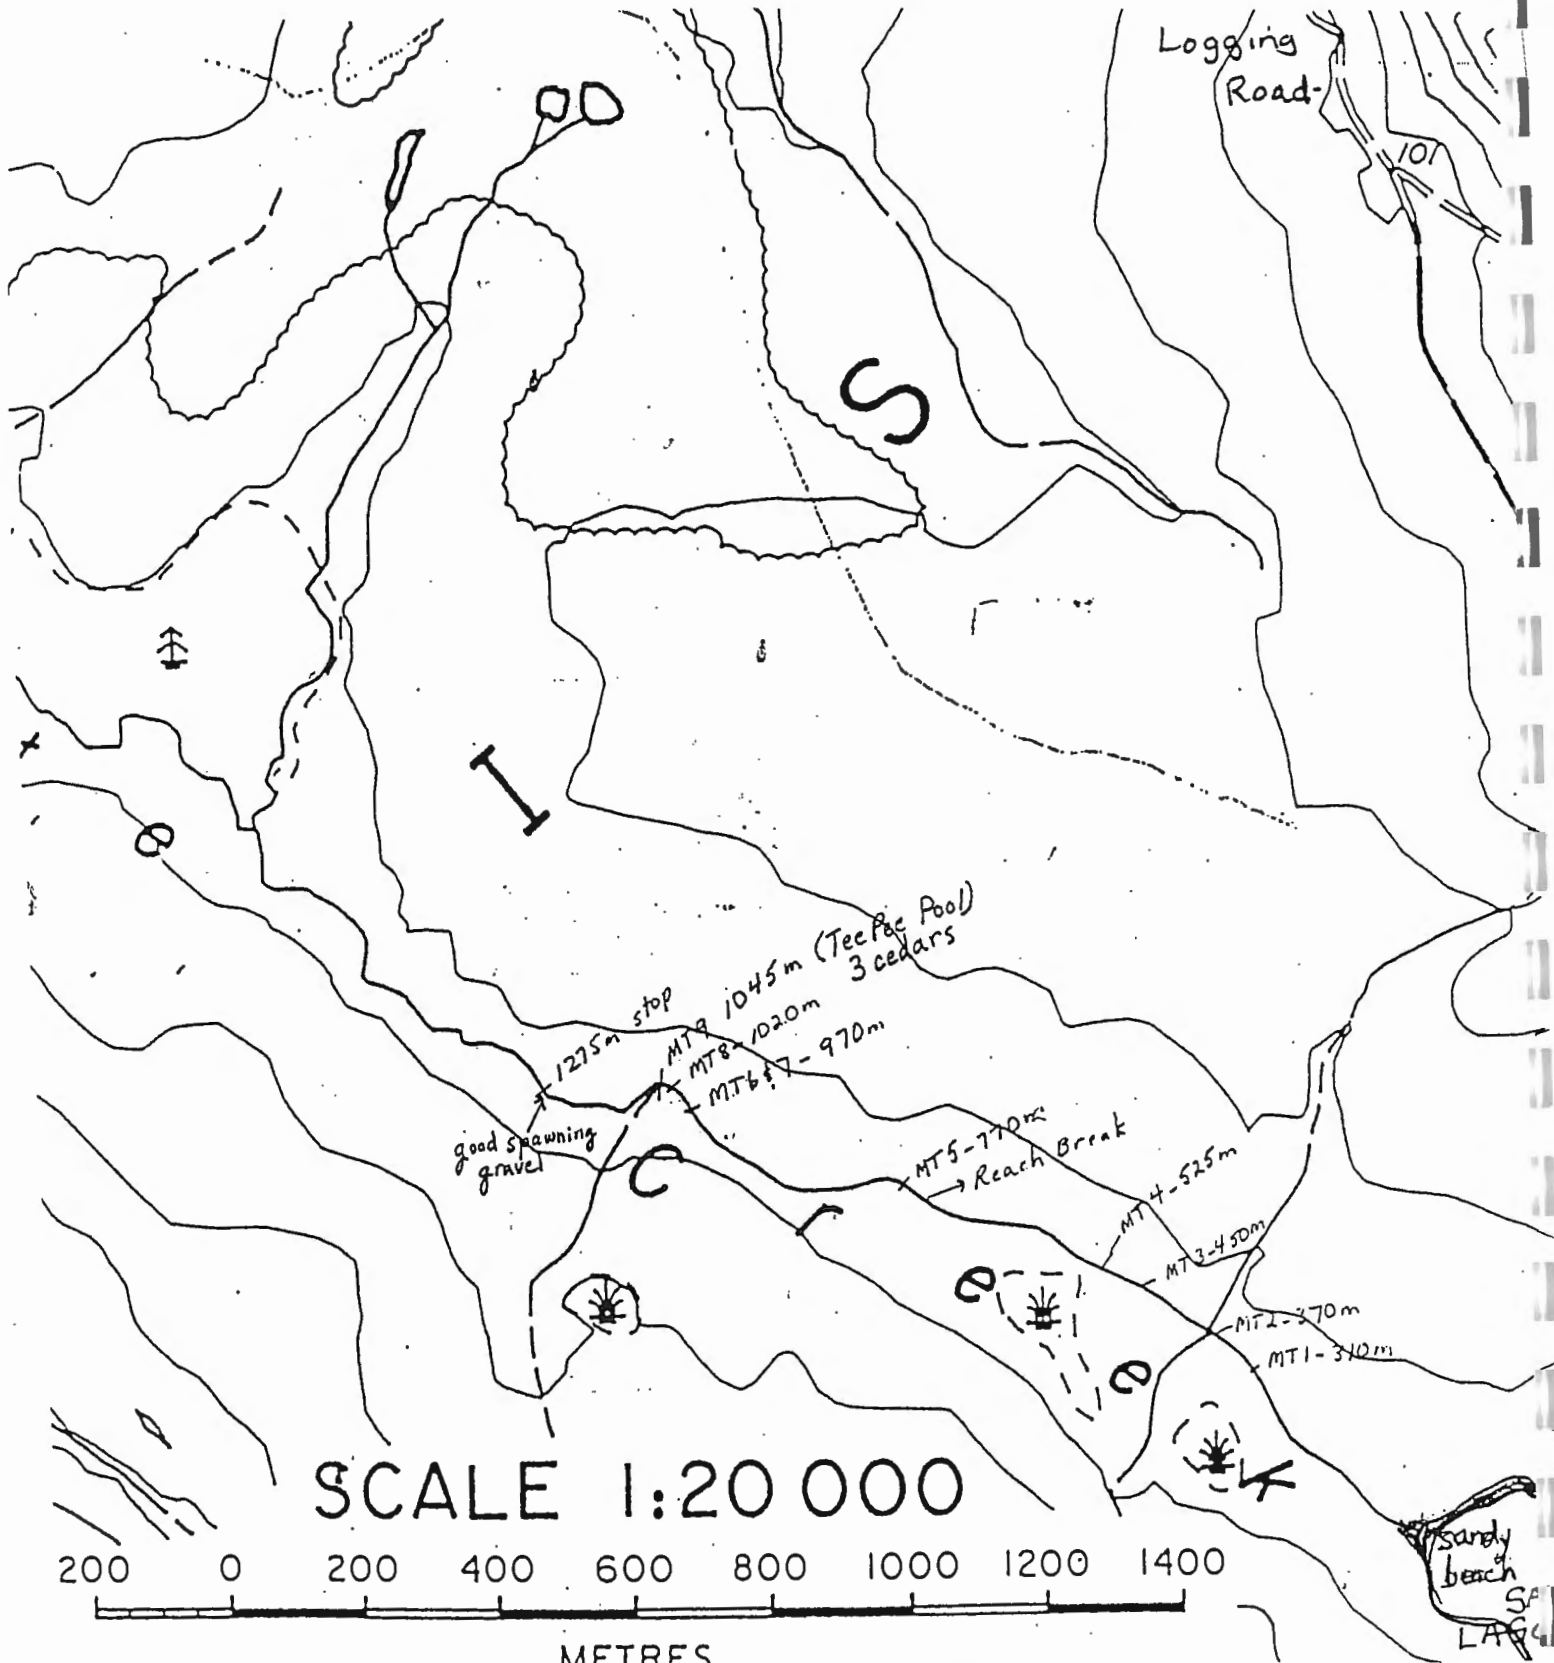 Logging
Road-
101
S
I
e
1275m stop
MT9 1045m (TeePee Pool)
3 cedars
MT8-1020m
MT6&7-970m
good spawning
gravel
C
r
e
e
k
MT5-770m
→ Reach Break
MT4-525m
MT3-450m
MT2-370m
MT1-310m
SCALE 1:20 000
200 0 200 400 600 800 1000 1200 1400
METRES
sandy
beach